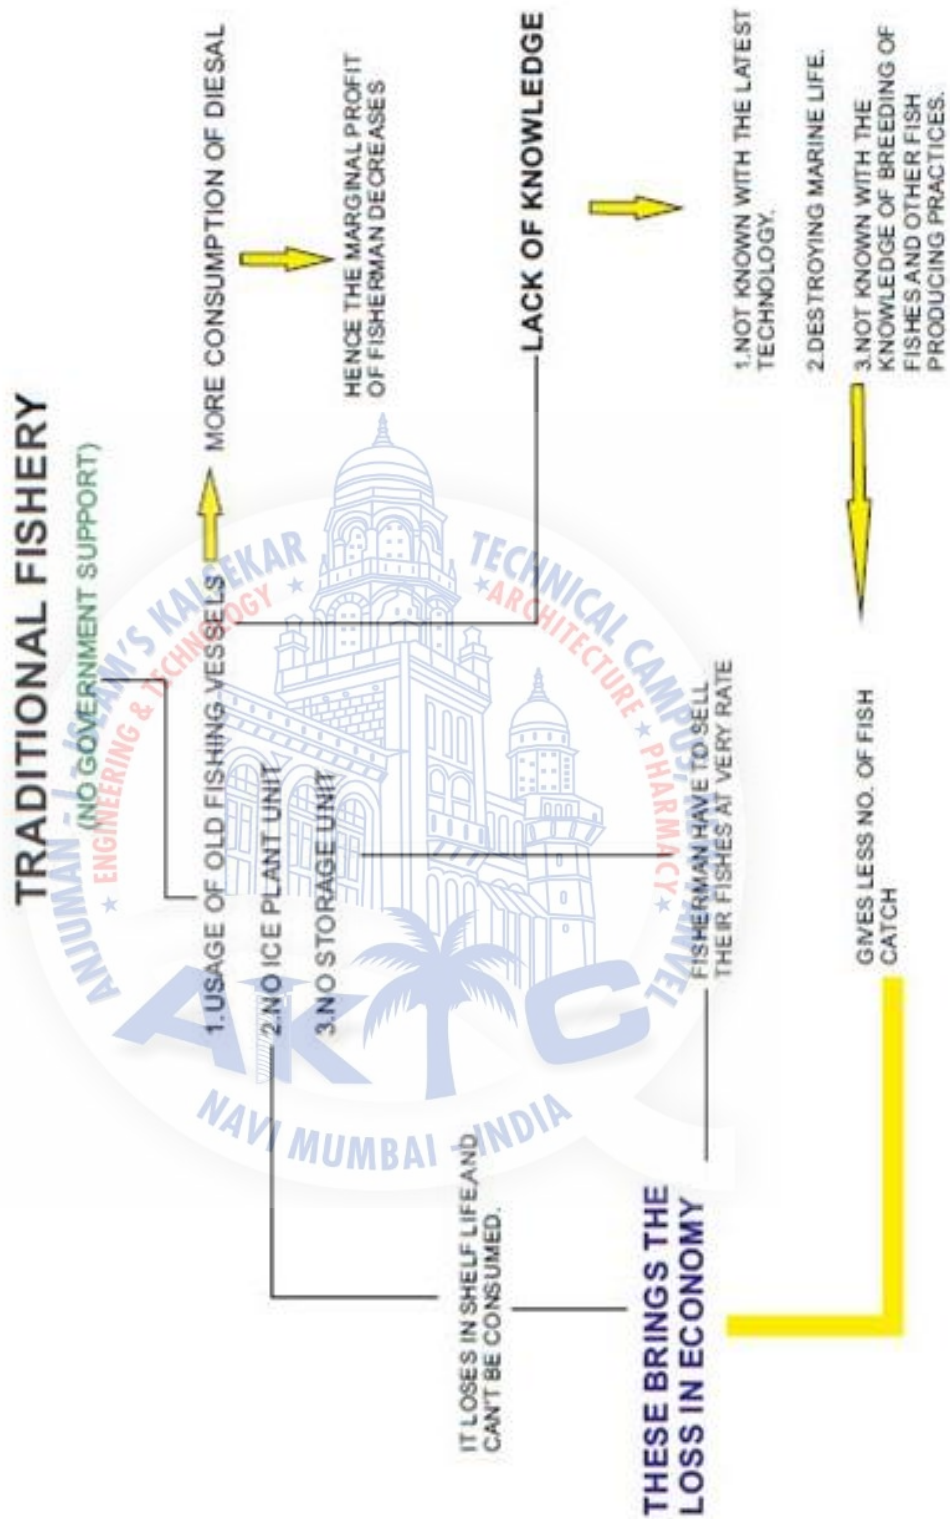 TRADITIONAL FISHERY
(NO GOVERNMENT SUPPORT)
1.USAGE OF OLD FISHING VESSELS
2.NO ICE PLANT UNIT
3.NO STORAGE UNIT
MORE CONSUMPTION OF DIESAL
HENCE THE MARGINAL PROFIT
OF FISHERMAN DECREASES
LACK OF KNOWLEDGE
1.NOT KNOWN WITH THE LATEST
TECHNOLOGY.
2.DESTROYING MARINE LIFE.
3.NOT KNOWN WITH THE
KNOWLEDGE OF BREEDING OF
FISHES AND OTHER FISH
PRODUCING PRACTICES.
IT LOSES IN SHELF LIFE AND
CAN'T BE CONSUMED.
FISHERMAN HAVE TO SELL
THEIR FISHES AT VERY RATE
GIVES LESS NO. OF FISH
CATCH
THESE BRINGS THE
LOSS IN ECONOMY
ANJUMAN-I-ISLAM'S KALSEKAR TECHNICAL CAMPUS, PANVEL
ENGINEERING & TECHNOLOGY ★ ARCHITECTURE ★ PHARMACY
AKTC
NAVI MUMBAI - INDIA